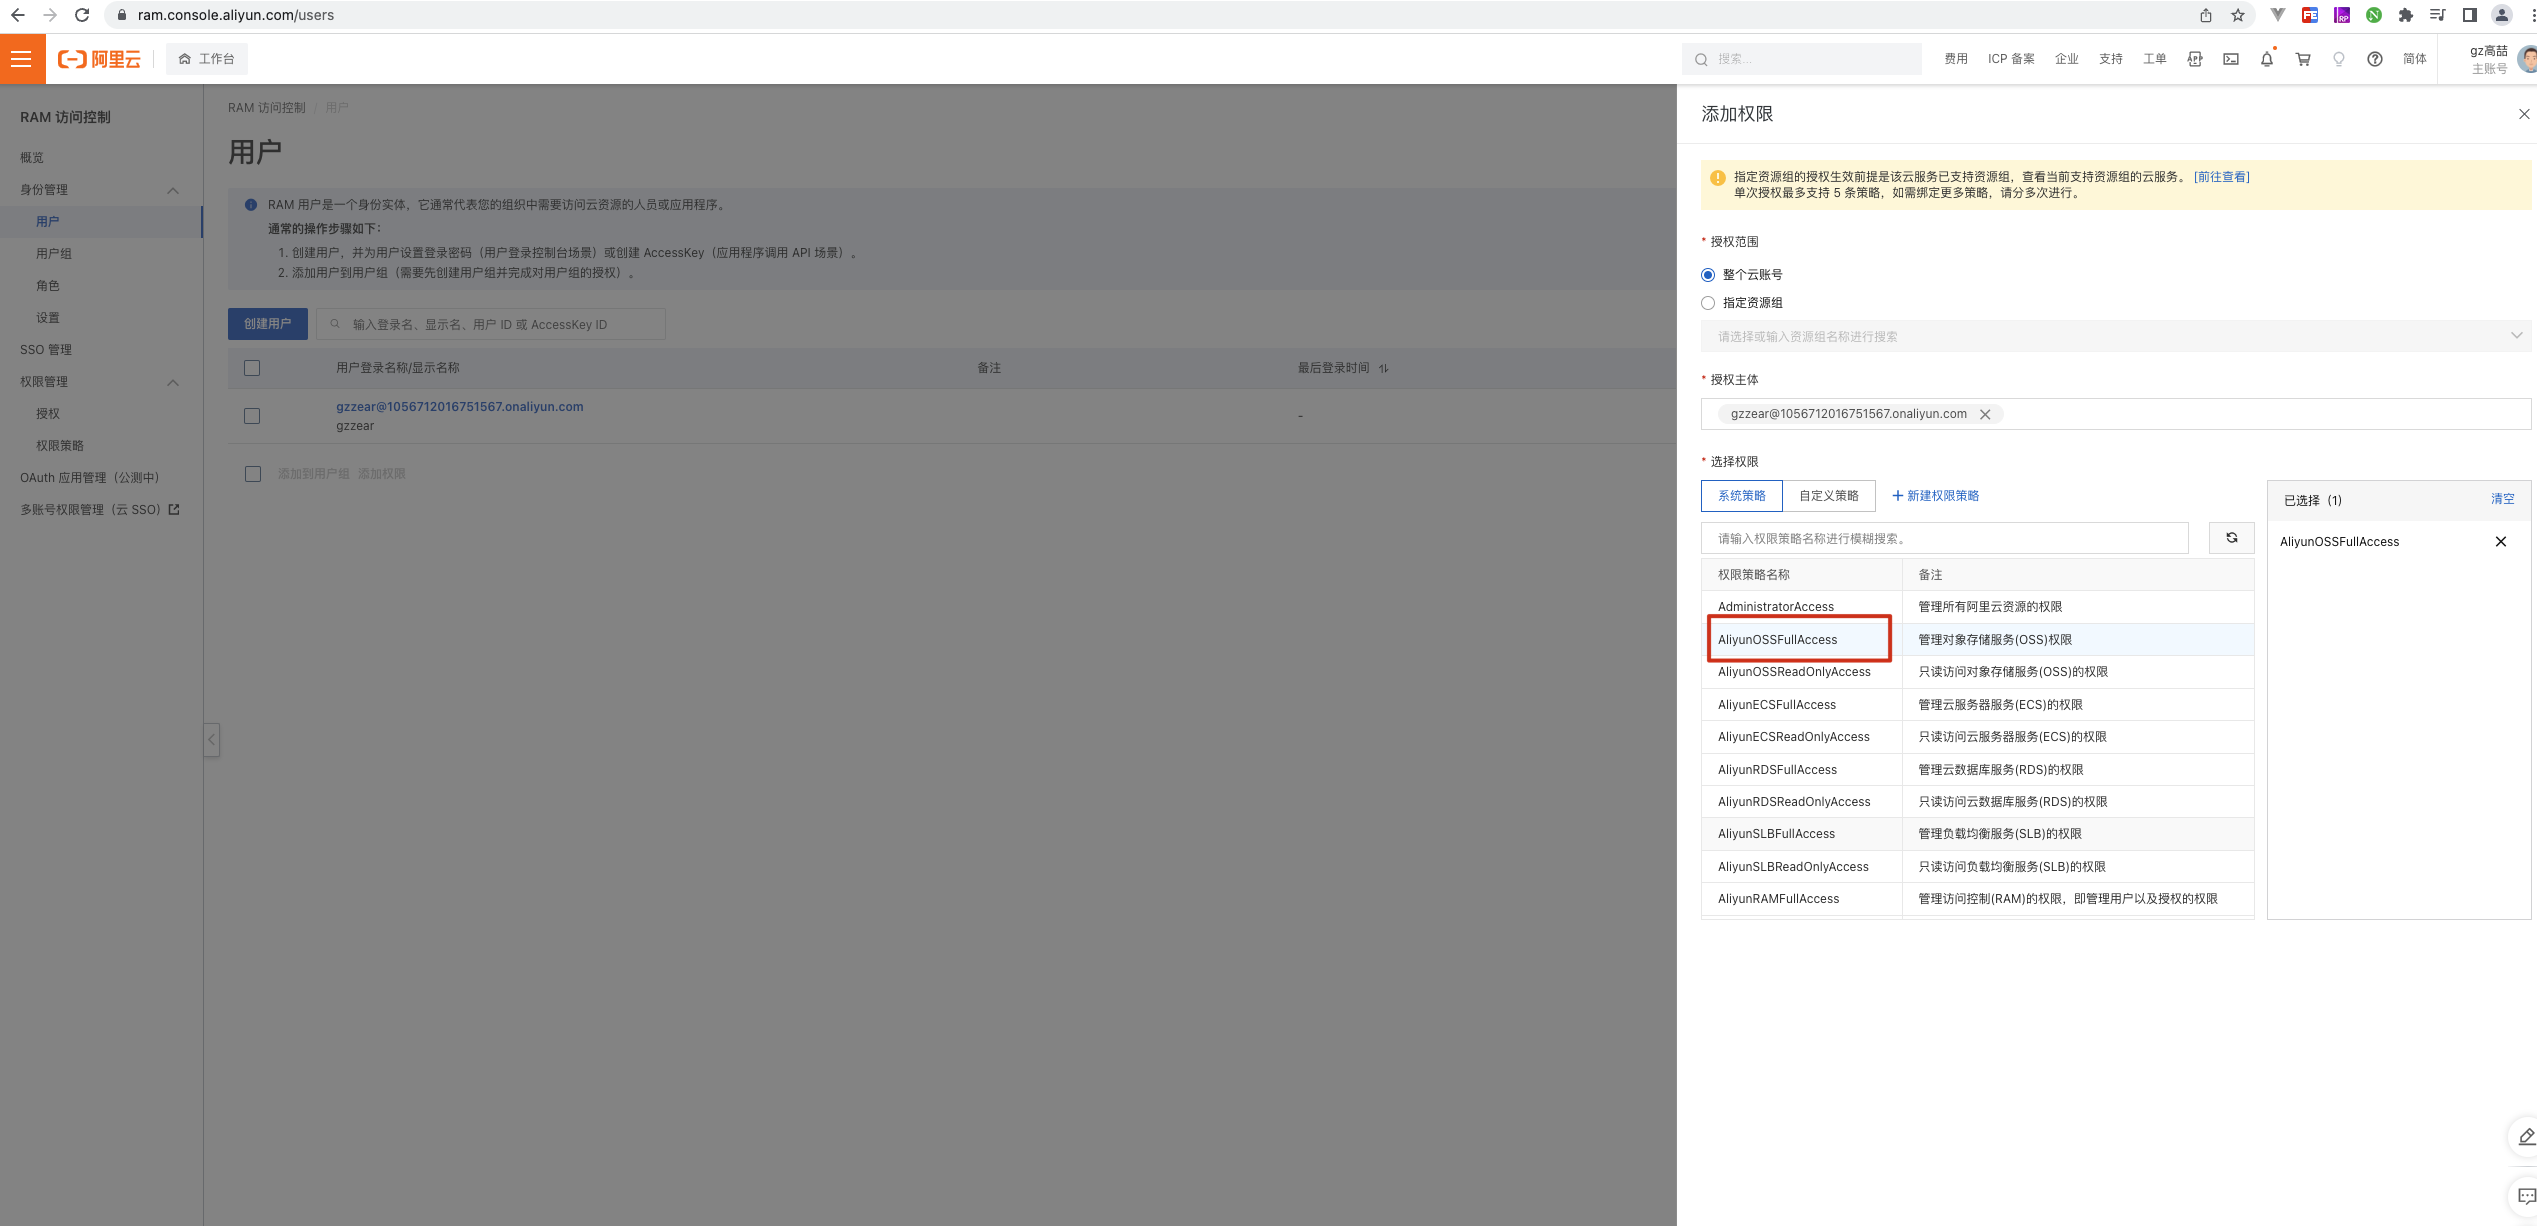 ram.console.aliyun.com/users
阿里云
工作台
搜索...
费用
ICP 备案
企业
支持
工单
简体
gz高喆
主账号
RAM 访问控制
概览
身份管理
用户
用户组
角色
设置
SSO 管理
权限管理
授权
权限策略
OAuth 应用管理（公测中）
多账号权限管理（云 SSO）
RAM 访问控制 / 用户
用户
RAM 用户是一个身份实体，它通常代表您的组织中需要访问云资源的人员或应用程序。
通常的操作步骤如下：
1. 创建用户，并为用户设置登录密码（用户登录控制台场景）或创建 AccessKey（应用程序调用 API 场景）。
2. 添加用户到用户组（需要先创建用户组并完成对用户组的授权）。
创建用户
输入登录名、显示名、用户 ID 或 AccessKey ID
用户登录名称/显示名称
备注
最后登录时间
gzzear@1056712016751567.onaliyun.com
gzzear
-
添加到用户组 添加权限
添加权限
指定资源组的授权生效前提是该云服务已支持资源组，查看当前支持资源组的云服务。 [前往查看]
单次授权最多支持 5 条策略，如需绑定更多策略，请分多次进行。
* 授权范围
整个云账号
指定资源组
请选择或输入资源组名称进行搜索
* 授权主体
gzzear@1056712016751567.onaliyun.com
* 选择权限
系统策略
自定义策略
+ 新建权限策略
请输入权限策略名称进行模糊搜索。
权限策略名称 备注
AdministratorAccess 管理所有阿里云资源的权限
AliyunOSSFullAccess 管理对象存储服务(OSS)权限
AliyunOSSReadOnlyAccess 只读访问对象存储服务(OSS)的权限
AliyunECSFullAccess 管理云服务器服务(ECS)的权限
AliyunECSReadOnlyAccess 只读访问云服务器服务(ECS)的权限
AliyunRDSFullAccess 管理云数据库服务(RDS)的权限
AliyunRDSReadOnlyAccess 只读访问云数据库服务(RDS)的权限
AliyunSLBFullAccess 管理负载均衡服务(SLB)的权限
AliyunSLBReadOnlyAccess 只读访问负载均衡服务(SLB)的权限
AliyunRAMFullAccess 管理访问控制(RAM)的权限，即管理用户以及授权的权限
已选择（1）
清空
AliyunOSSFullAccess